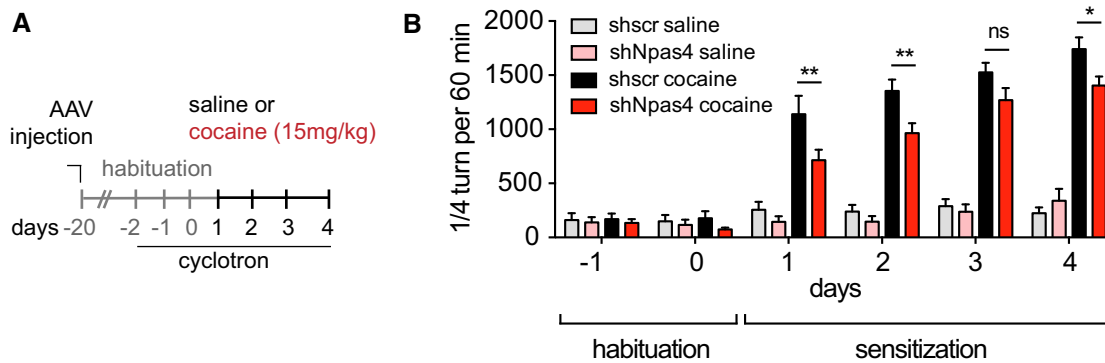 A
AAV
injection
saline or
cocaine (15mg/kg)
habituation
days -20 -2 -1 0 1 2 3 4
cyclotron
B
1/4 turn per 60 min
2000
1500
1000
500
0
shscr saline
shNpas4 saline
shscr cocaine
shNpas4 cocaine
** ** ns *
-1 0 1 2 3 4
days
habituation sensitization